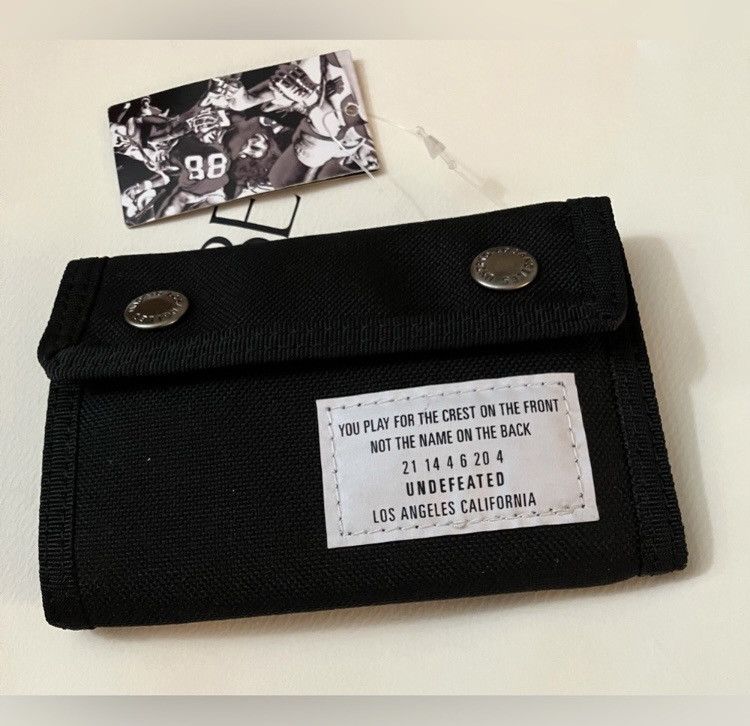 88
YOU PLAY FOR THE CREST ON THE FRONT
NOT THE NAME ON THE BACK
21 14 4 6 20 4
UNDEFEATED
LOS ANGELES CALIFORNIA